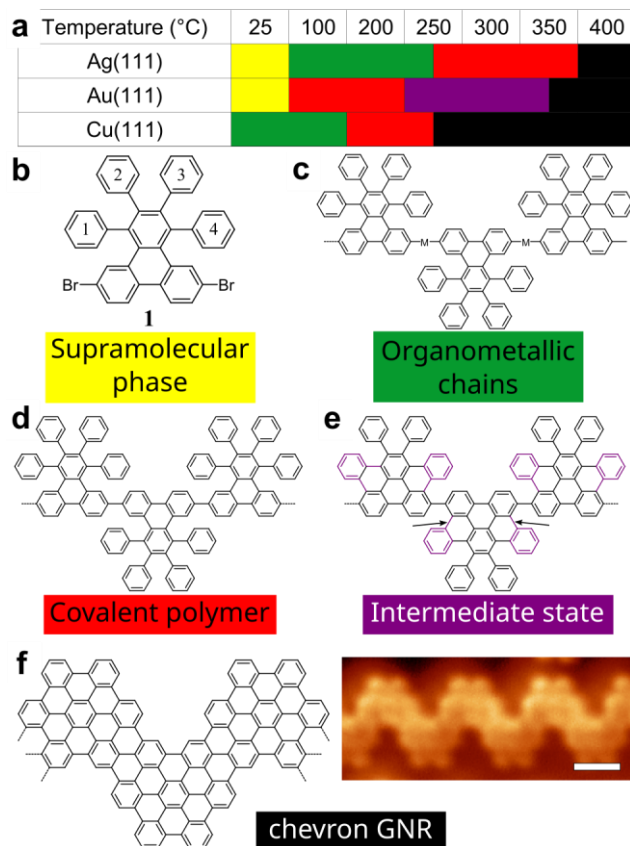 a
Temperature (°C) 25 100 200 250 300 350 400
Ag(111)
Au(111)
Cu(111)
b
2 3
1 4
Br Br
1
Supramolecular
phase
c
M M
Organometallic
chains
d
Covalent polymer
e
Intermediate state
f
chevron GNR